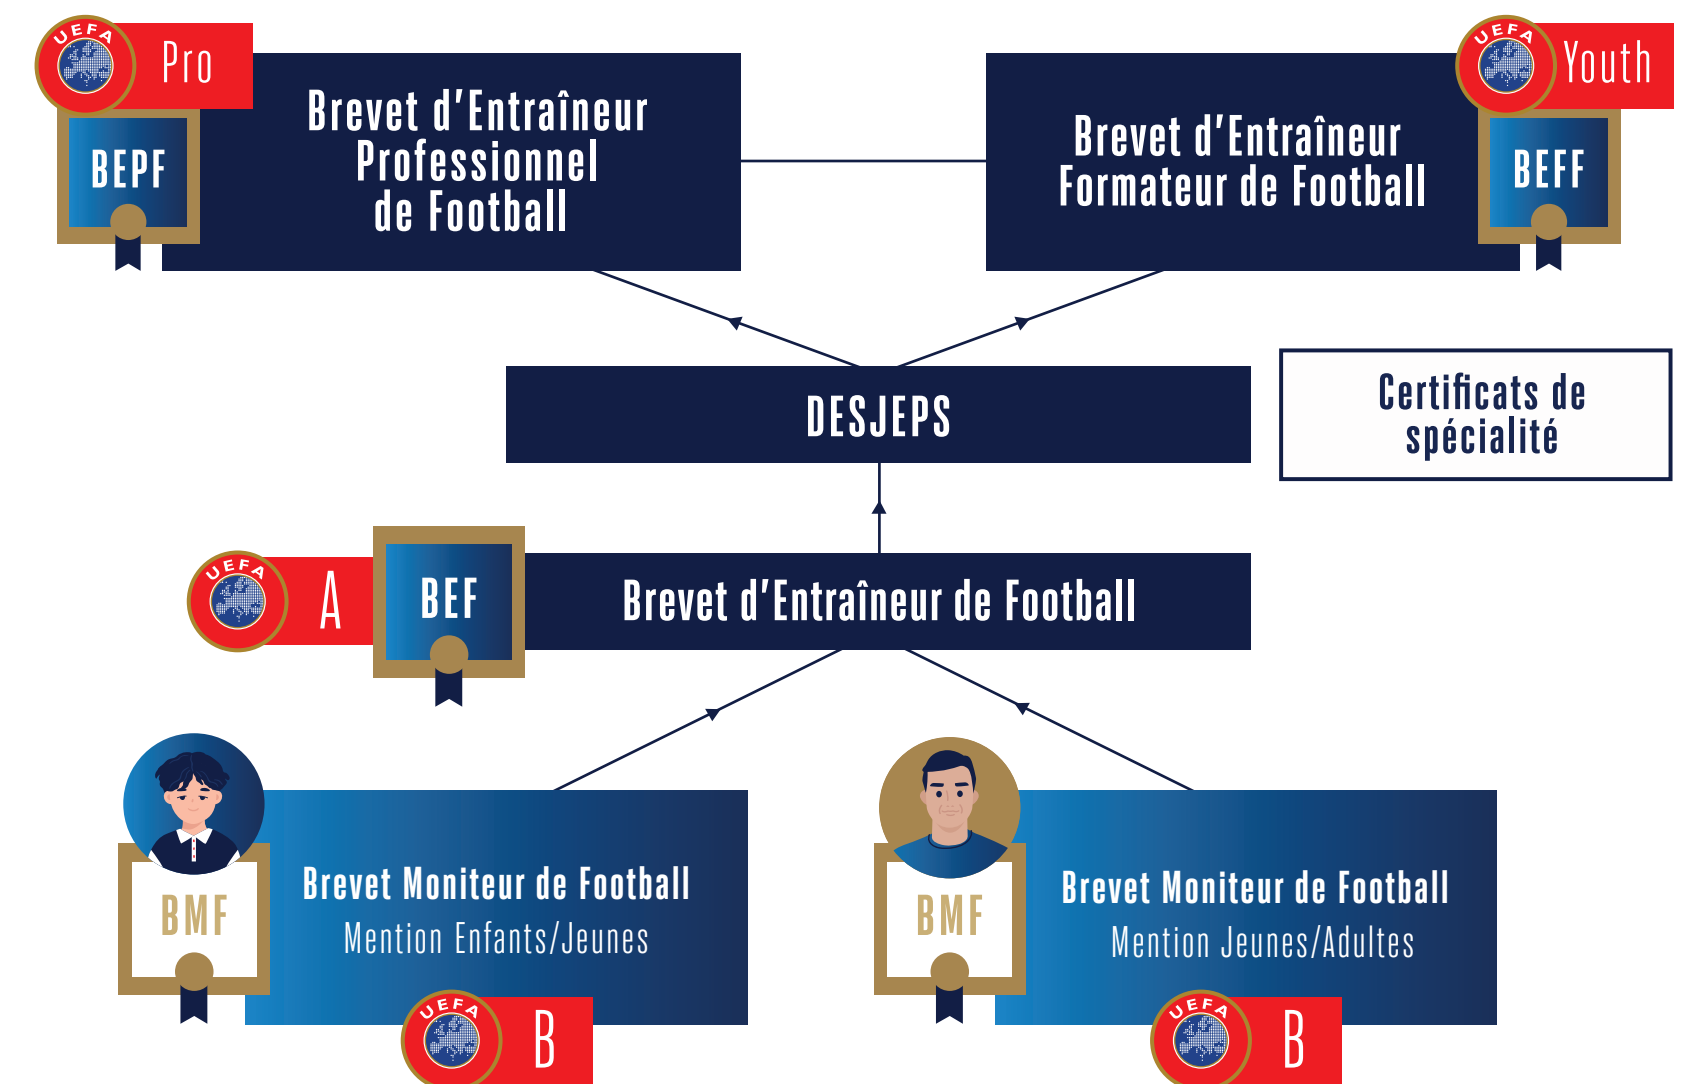 UEFA
Pro
BEPF
Brevet d'Entraîneur
Professionnel
de Football
Brevet d'Entraîneur
Formateur de Football
UEFA
Youth
BEFF
DESJEPS
Certificats de
spécialité
UEFA
A
BEF
Brevet d'Entraîneur de Football
BMF
Brevet Moniteur de Football
Mention Enfants/Jeunes
UEFA
B
BMF
Brevet Moniteur de Football
Mention Jeunes/Adultes
UEFA
B